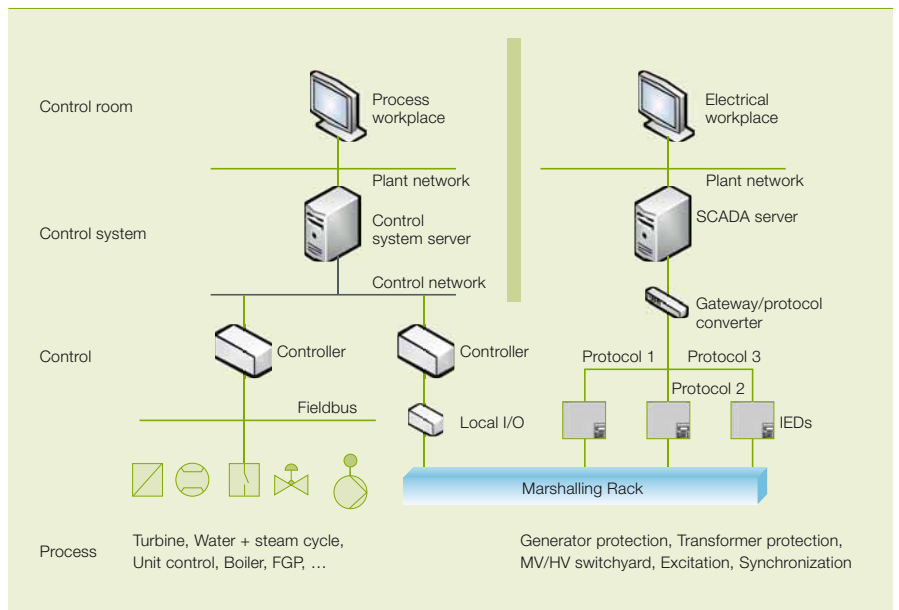 Control room
Process
workplace
Electrical
workplace
Plant network
Plant network
Control system
Control
system server
SCADA server
Control network
Gateway/protocol
converter
Control
Controller
Controller
Protocol 1
Protocol 3
Protocol 2
Fieldbus
Local I/O
IEDs
Marshalling Rack
Process
Turbine, Water + steam cycle,
Unit control, Boiler, FGP, …
Generator protection, Transformer protection,
MV/HV switchyard, Excitation, Synchronization